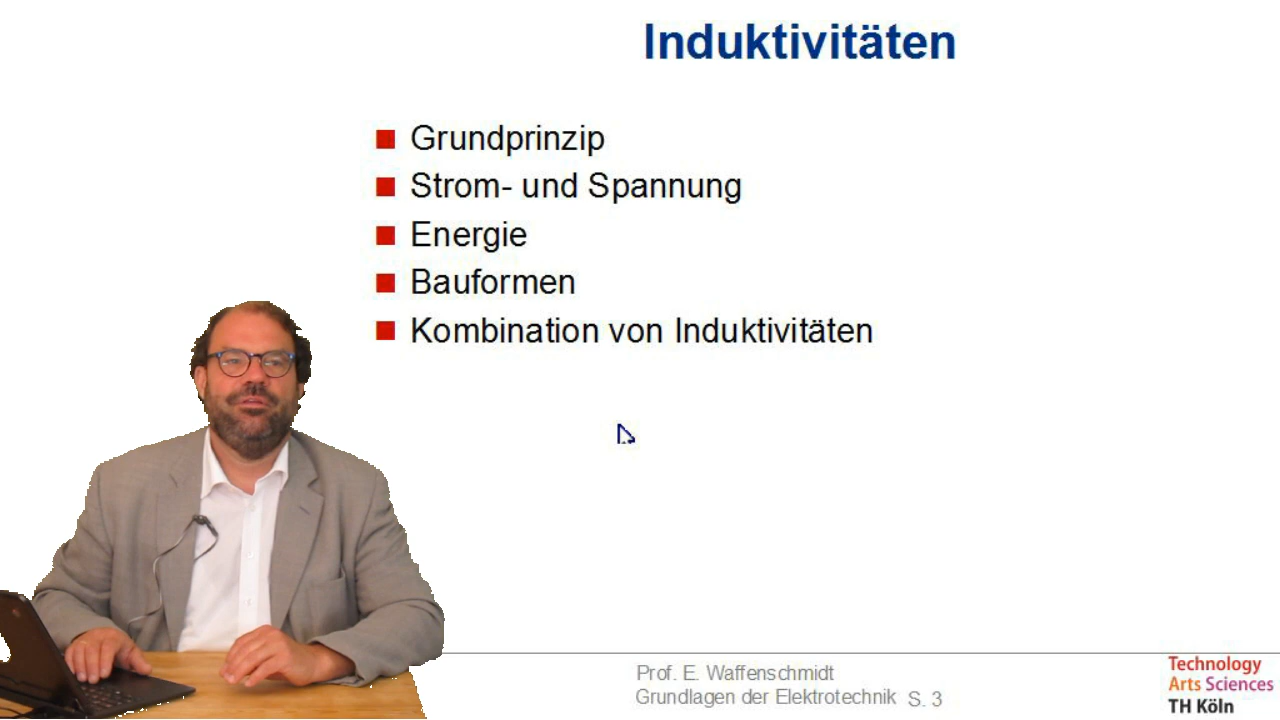 Induktivitäten
Grundprinzip
Strom- und Spannung
Energie
Bauformen
Kombination von Induktivitäten
Prof. E. Waffenschmidt
Grundlagen der Elektrotechnik S. 3
Technology
Arts Sciences
TH Köln